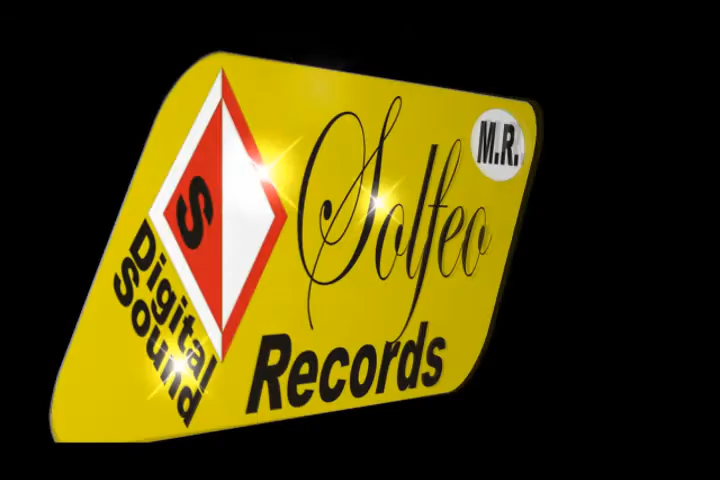 M.R.
Solfeo
S
Digital
Sound
Records